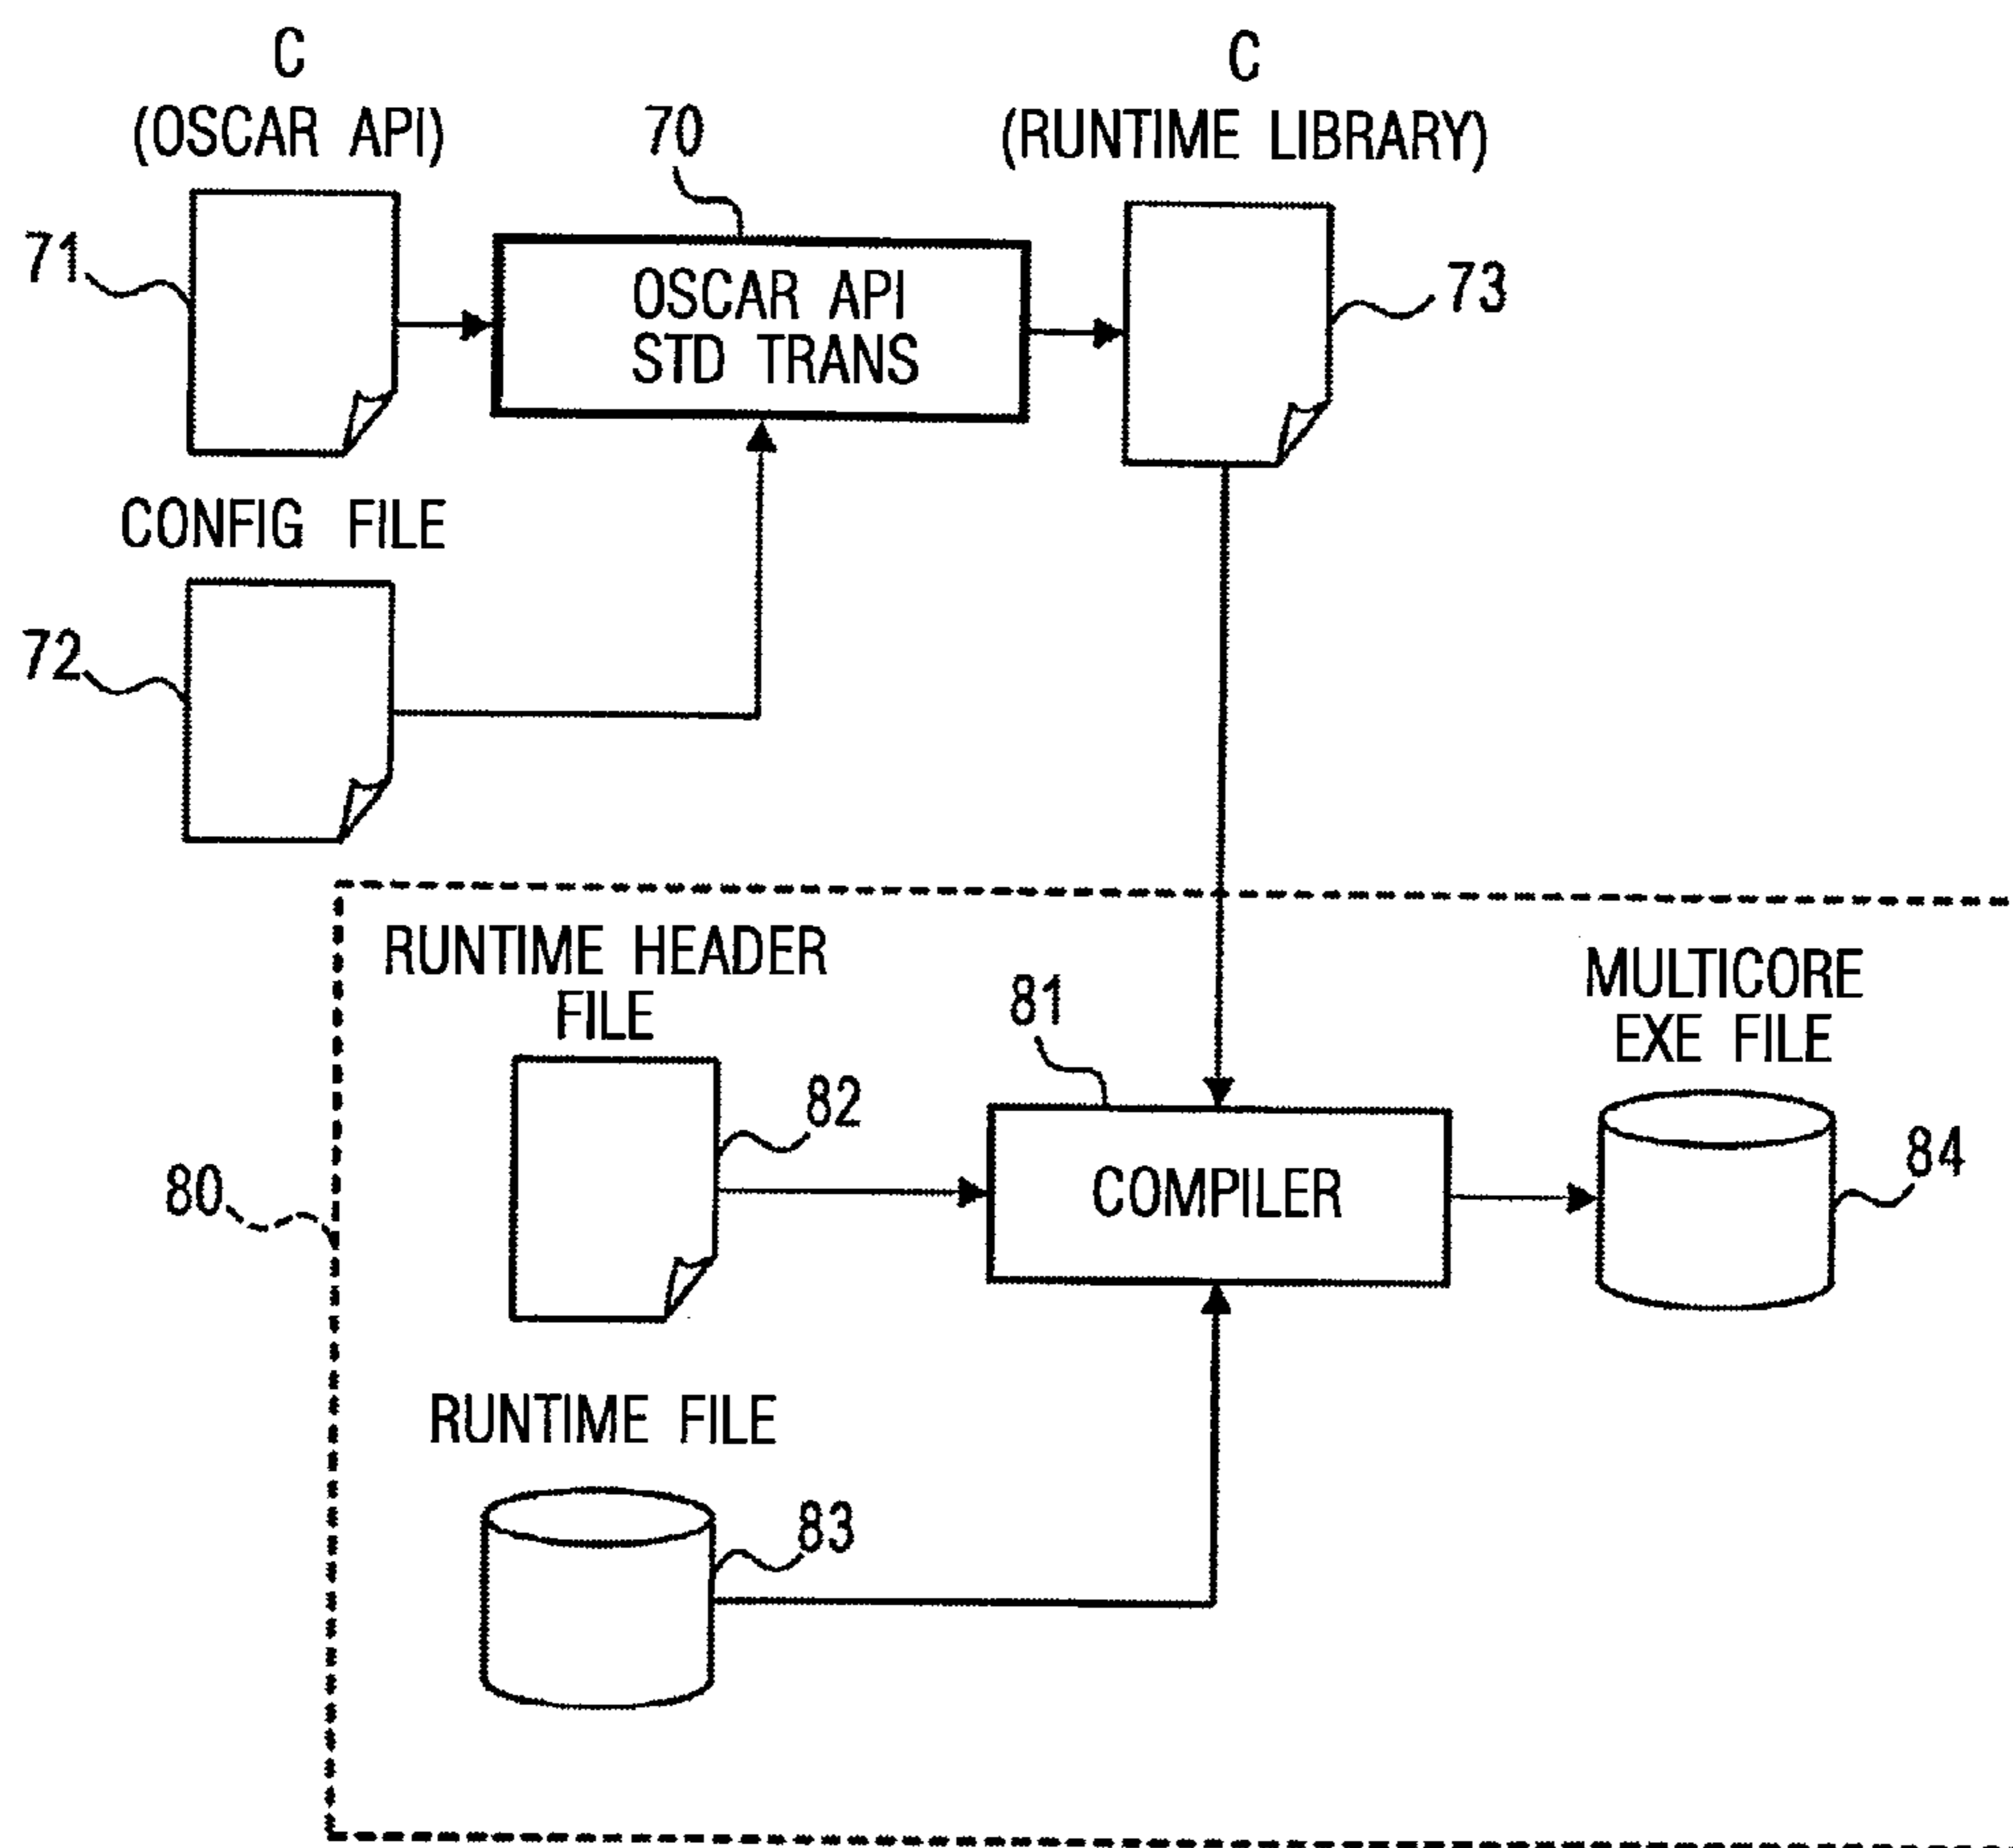 C
(OSCAR API)
70
C
(RUNTIME LIBRARY)
71
OSCAR API
STD TRANS
73
CONFIG FILE
72
RUNTIME HEADER
FILE
81
MULTICORE
EXE FILE
82
80
COMPILER
84
RUNTIME FILE
83